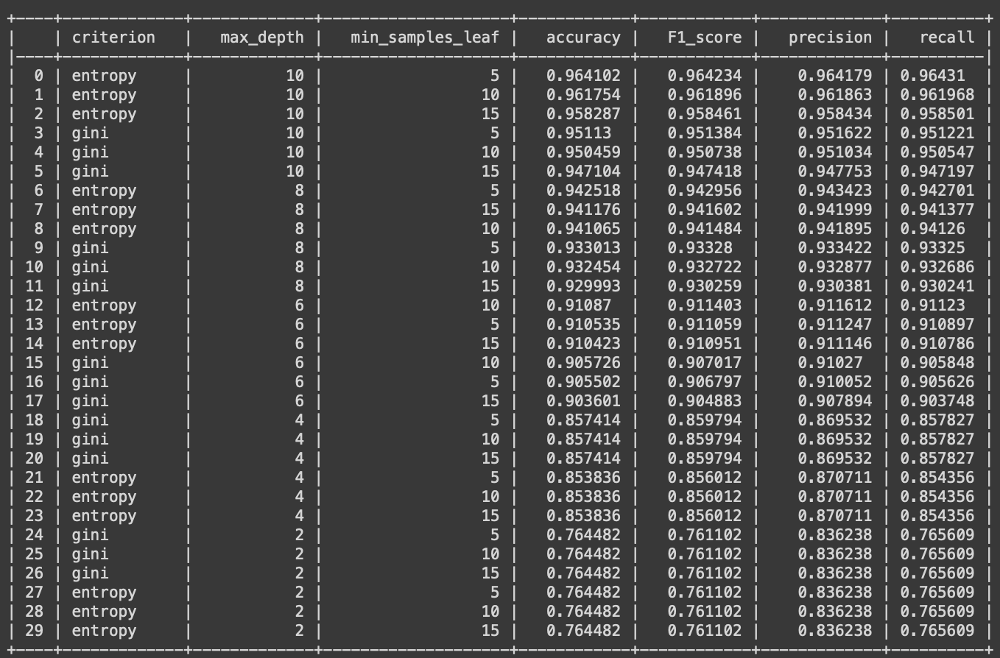 +----+-------------+-------------+--------------------+------------+------------+-------------+----------+
|    | criterion   |   max_depth |   min_samples_leaf |   accuracy |   F1_score |   precision |   recall |
|----+-------------+-------------+--------------------+------------+------------+-------------+----------|
|  0 | entropy     |          10 |                  5 |   0.964102 |   0.964234 |    0.964179 | 0.96431  |
|  1 | entropy     |          10 |                 10 |   0.961754 |   0.961896 |    0.961863 | 0.961968 |
|  2 | entropy     |          10 |                 15 |   0.958287 |   0.958461 |    0.958434 | 0.958501 |
|  3 | gini        |          10 |                  5 |   0.95113  |   0.951384 |    0.951622 | 0.951221 |
|  4 | gini        |          10 |                 10 |   0.950459 |   0.950738 |    0.951034 | 0.950547 |
|  5 | gini        |          10 |                 15 |   0.947104 |   0.947418 |    0.947753 | 0.947197 |
|  6 | entropy     |           8 |                  5 |   0.942518 |   0.942956 |    0.943423 | 0.942701 |
|  7 | entropy     |           8 |                 15 |   0.941176 |   0.941602 |    0.941999 | 0.941377 |
|  8 | entropy     |           8 |                 10 |   0.941065 |   0.941484 |    0.941895 | 0.94126  |
|  9 | gini        |           8 |                  5 |   0.933013 |   0.93328  |    0.933422 | 0.93325  |
| 10 | gini        |           8 |                 10 |   0.932454 |   0.932722 |    0.932877 | 0.932686 |
| 11 | gini        |           8 |                 15 |   0.929993 |   0.930259 |    0.930381 | 0.930241 |
| 12 | entropy     |           6 |                 10 |   0.91087  |   0.911403 |    0.911612 | 0.91123  |
| 13 | entropy     |           6 |                  5 |   0.910535 |   0.911059 |    0.911247 | 0.910897 |
| 14 | entropy     |           6 |                 15 |   0.910423 |   0.910951 |    0.911146 | 0.910786 |
| 15 | gini        |           6 |                 10 |   0.905726 |   0.907017 |    0.91027  | 0.905848 |
| 16 | gini        |           6 |                  5 |   0.905502 |   0.906797 |    0.910052 | 0.905626 |
| 17 | gini        |           6 |                 15 |   0.903601 |   0.904883 |    0.907894 | 0.903748 |
| 18 | gini        |           4 |                  5 |   0.857414 |   0.859794 |    0.869532 | 0.857827 |
| 19 | gini        |           4 |                 10 |   0.857414 |   0.859794 |    0.869532 | 0.857827 |
| 20 | gini        |           4 |                 15 |   0.857414 |   0.859794 |    0.869532 | 0.857827 |
| 21 | entropy     |           4 |                  5 |   0.853836 |   0.856012 |    0.870711 | 0.854356 |
| 22 | entropy     |           4 |                 10 |   0.853836 |   0.856012 |    0.870711 | 0.854356 |
| 23 | entropy     |           4 |                 15 |   0.853836 |   0.856012 |    0.870711 | 0.854356 |
| 24 | gini        |           2 |                  5 |   0.764482 |   0.761102 |    0.836238 | 0.765609 |
| 25 | gini        |           2 |                 10 |   0.764482 |   0.761102 |    0.836238 | 0.765609 |
| 26 | gini        |           2 |                 15 |   0.764482 |   0.761102 |    0.836238 | 0.765609 |
| 27 | entropy     |           2 |                  5 |   0.764482 |   0.761102 |    0.836238 | 0.765609 |
| 28 | entropy     |           2 |                 10 |   0.764482 |   0.761102 |    0.836238 | 0.765609 |
| 29 | entropy     |           2 |                 15 |   0.764482 |   0.761102 |    0.836238 | 0.765609 |
+----+-------------+-------------+--------------------+------------+------------+-------------+----------+